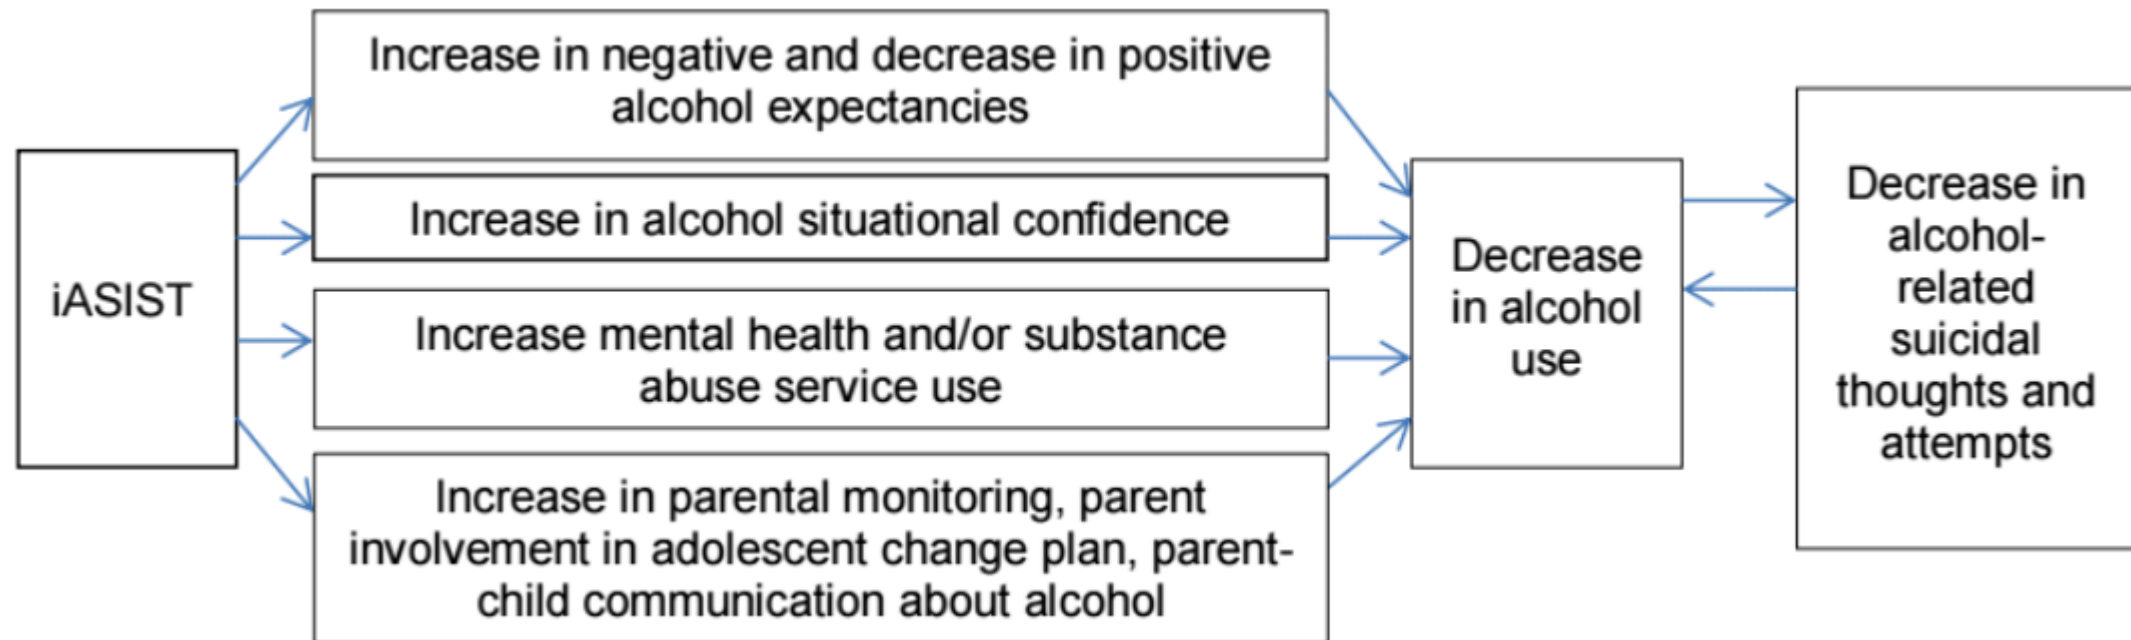 iASIST
Increase in negative and decrease in positive
alcohol expectancies
Increase in alcohol situational confidence
Increase mental health and/or substance
abuse service use
Increase in parental monitoring, parent
involvement in adolescent change plan, parent-
child communication about alcohol
Decrease
in alcohol
use
Decrease in
alcohol-
related
suicidal
thoughts and
attempts